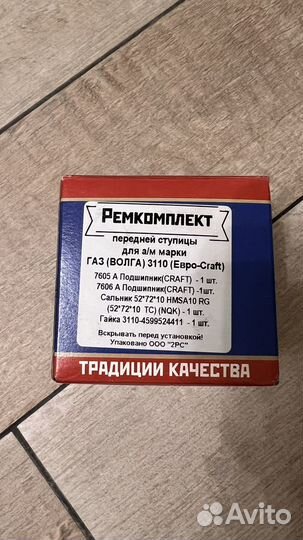 Ремкомплект
передней ступицы
для а/м марки
ГАЗ (ВОЛГА) 3110 (Евро-Craft)
7605 А Подшипник(CRAFT) - 1 шт.
7606 А Подшипник(CRAFT) -1шт.
Сальник 52*72*10 HMSA10 RG
(52*72*10 TC) (NQK) - 1 шт.
Гайка 3110-4599524411 - 1 шт.
Вскрывать перед установкой!
Упаковано ООО "2РС"
ТРАДИЦИИ КАЧЕСТВА
Avito